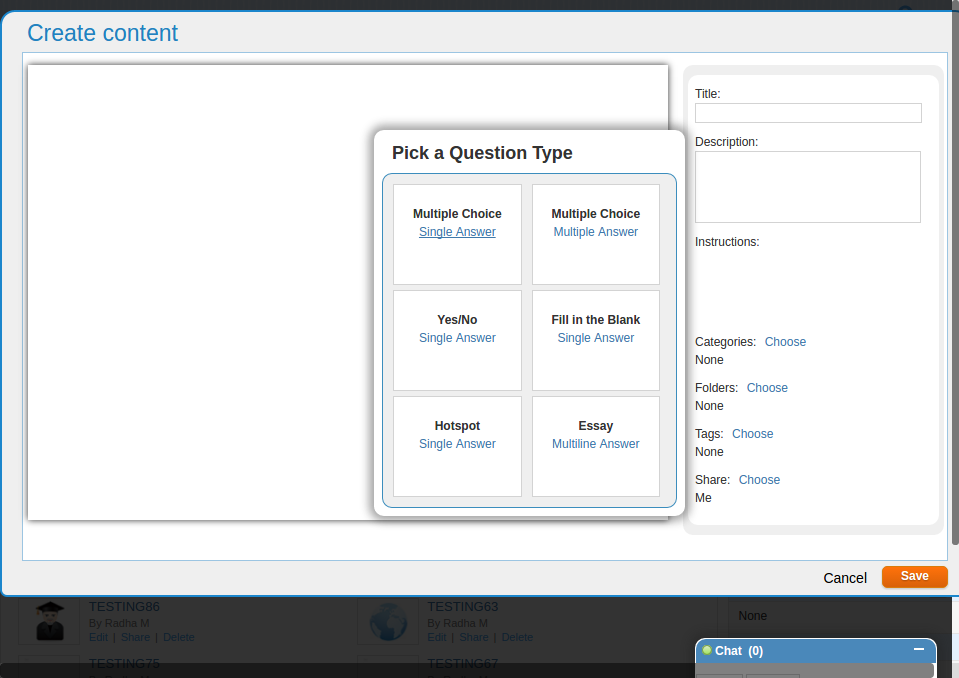 Create content
Pick a Question Type
Multiple Choice
Single Answer
Multiple Choice
Multiple Answer
Yes/No
Single Answer
Fill in the Blank
Single Answer
Hotspot
Single Answer
Essay
Multiline Answer
Title:
Description:
Instructions:
Categories: Choose
None
Folders: Choose
None
Tags: Choose
None
Share: Choose
Me
Cancel
Save
TESTING86
By Radha M
Edit | Share | Delete
TESTING63
By Radha M
Edit | Share | Delete
None
TESTING75
TESTING67
Chat (0)